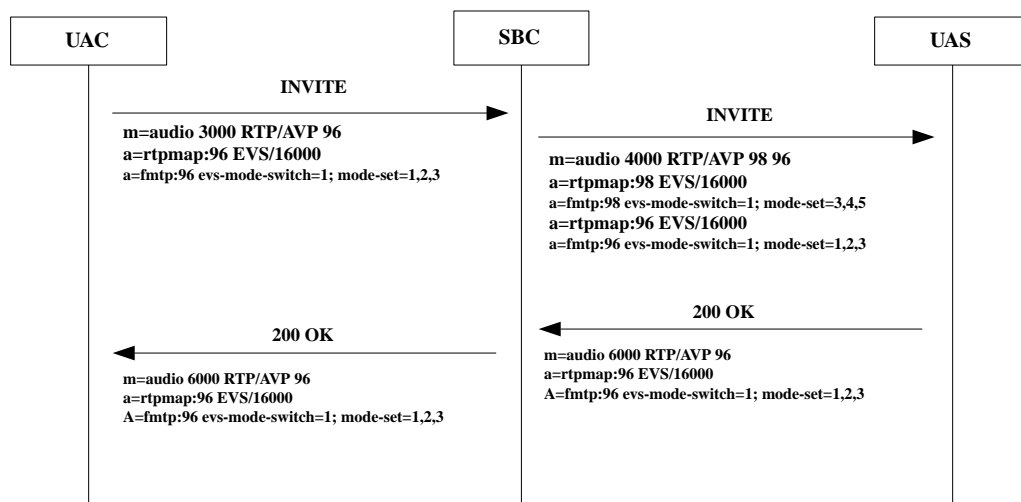 UAC
SBC
UAS
INVITE
m=audio 3000 RTP/AVP 96
a=rtpmap:96 EVS/16000
a=fmtp:96 evs-mode-switch=1; mode-set=1,2,3
INVITE
m=audio 4000 RTP/AVP 98 96
a=rtpmap:98 EVS/16000
a=fmtp:98 evs-mode-switch=1; mode-set=3,4,5
a=rtpmap:96 EVS/16000
a=fmtp:96 evs-mode-switch=1; mode-set=1,2,3
200 OK
m=audio 6000 RTP/AVP 96
a=rtpmap:96 EVS/16000
A=fmtp:96 evs-mode-switch=1; mode-set=1,2,3
200 OK
m=audio 6000 RTP/AVP 96
a=rtpmap:96 EVS/16000
A=fmtp:96 evs-mode-switch=1; mode-set=1,2,3